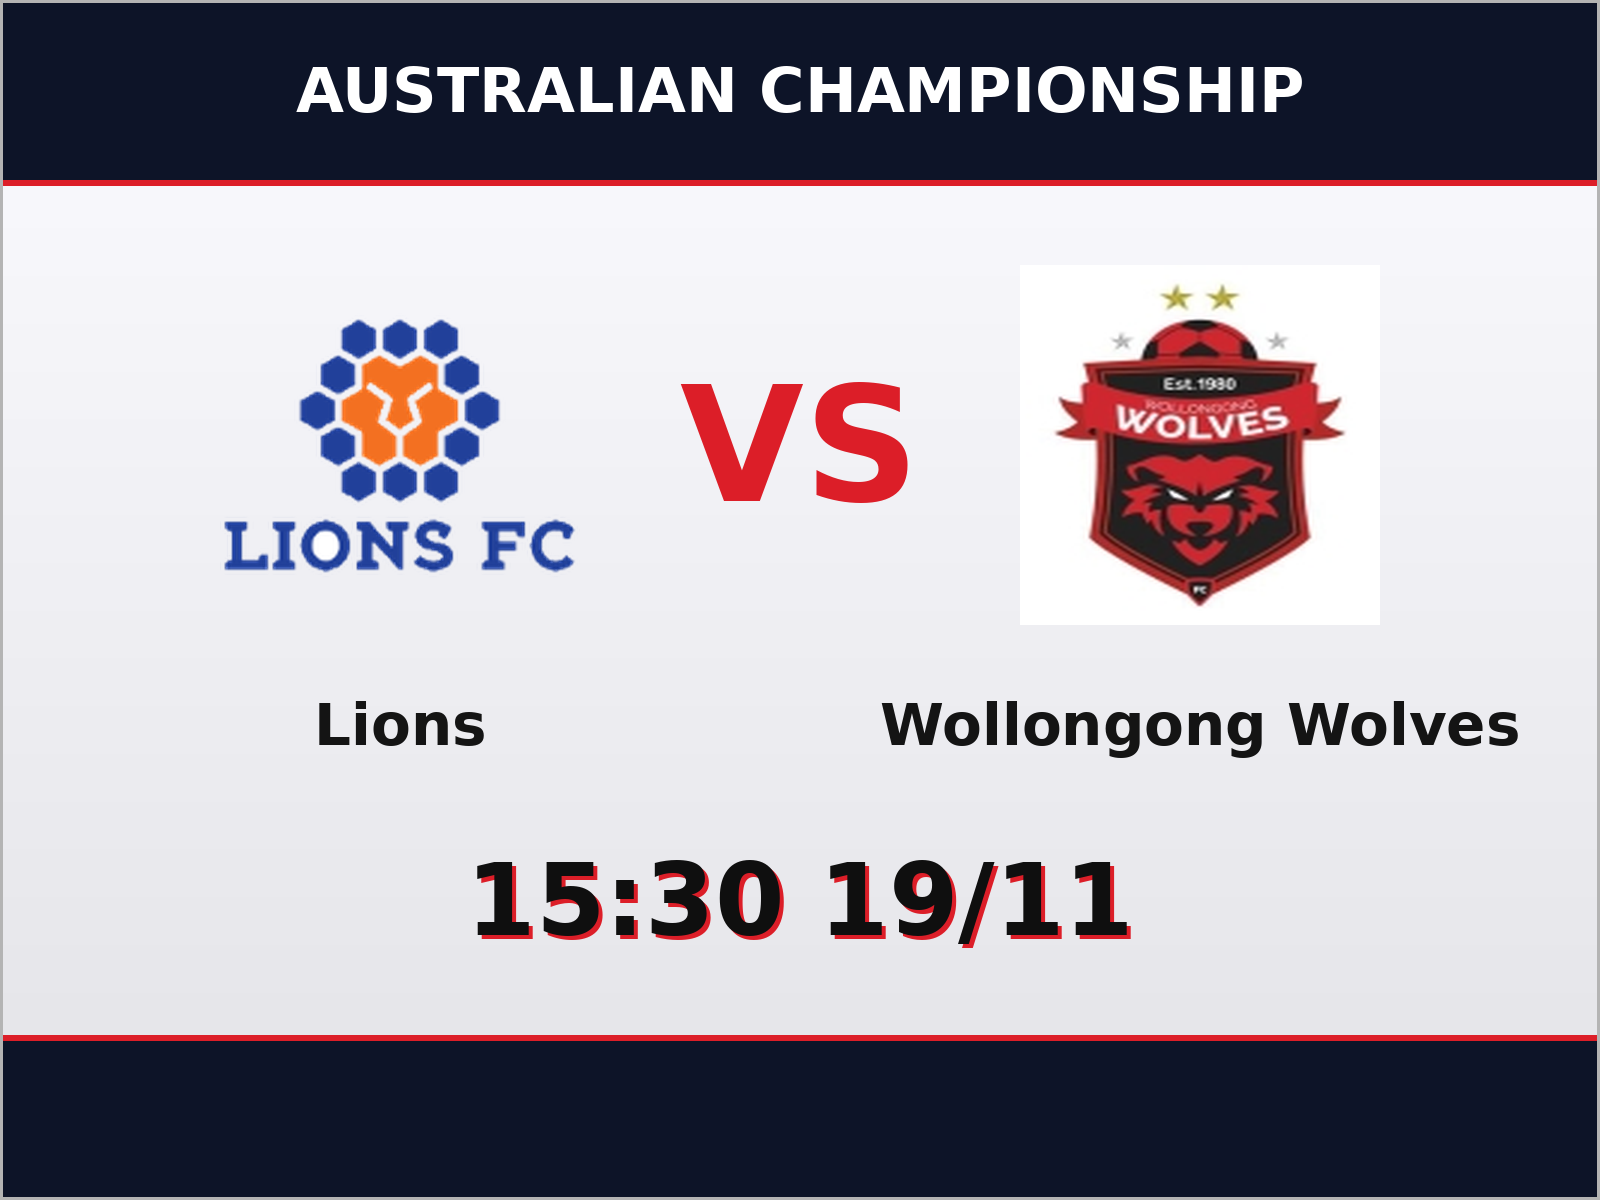 AUSTRALIAN CHAMPIONSHIP
Est.1980
WOLLONGONG
WOLVES
FC
LIONS FC
VS
Lions
Wollongong Wolves
15:30 19/11